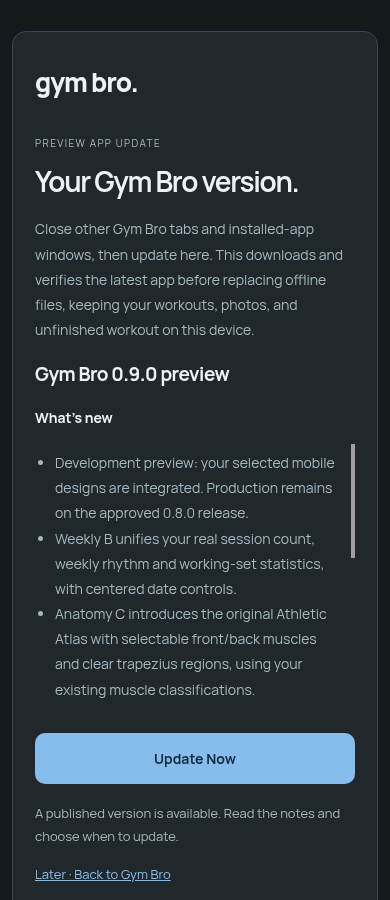 gym bro.
PREVIEW APP UPDATE
Your Gym Bro version.
Close other Gym Bro tabs and installed-app
windows, then update here. This downloads and
verifies the latest app before replacing offline
files, keeping your workouts, photos, and
unfinished workout on this device.
Gym Bro 0.9.0 preview
What's new
• Development preview: your selected mobile
designs are integrated. Production remains
on the approved 0.8.0 release.
• Weekly B unifies your real session count,
weekly rhythm and working-set statistics,
with centered date controls.
• Anatomy C introduces the original Athletic
Atlas with selectable front/back muscles
and clear trapezius regions, using your
existing muscle classifications.
Update Now
A published version is available. Read the notes and
choose when to update.
Later · Back to Gym Bro